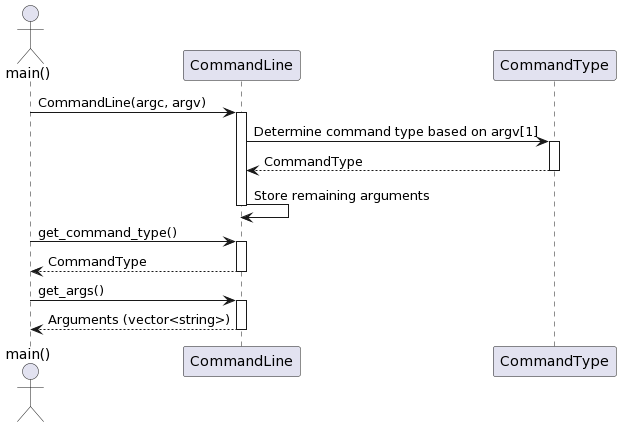 main()
CommandLine
CommandType
CommandLine(argc, argv)
Determine command type based on argv[1]
CommandType
Store remaining arguments
get_command_type()
CommandType
get_args()
Arguments (vector<string>)
main()
CommandLine
CommandType